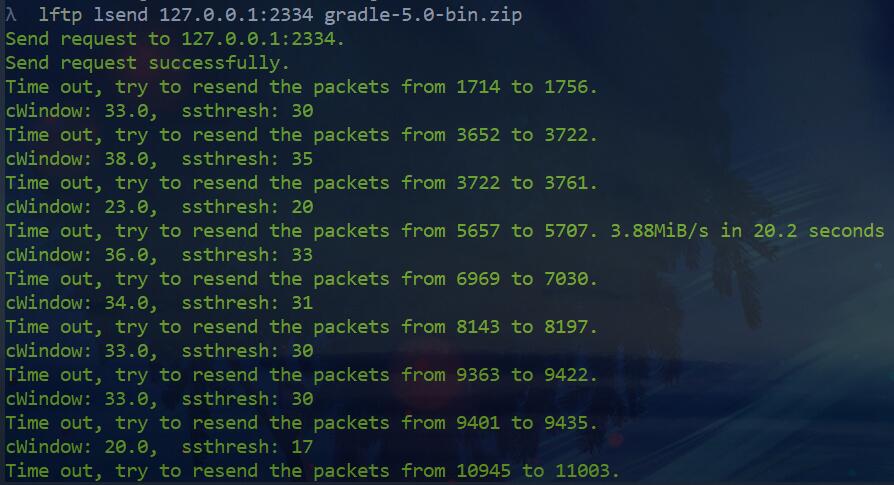 λ  lftp lsend 127.0.0.1:2334 gradle-5.0-bin.zip
Send request to 127.0.0.1:2334.
Send request successfully.
Time out, try to resend the packets from 1714 to 1756.
cWindow: 33.0,  ssthresh: 30
Time out, try to resend the packets from 3652 to 3722.
cWindow: 38.0,  ssthresh: 35
Time out, try to resend the packets from 3722 to 3761.
cWindow: 23.0,  ssthresh: 20
Time out, try to resend the packets from 5657 to 5707. 3.88MiB/s in 20.2 seconds
cWindow: 36.0,  ssthresh: 33
Time out, try to resend the packets from 6969 to 7030.
cWindow: 34.0,  ssthresh: 31
Time out, try to resend the packets from 8143 to 8197.
cWindow: 33.0,  ssthresh: 30
Time out, try to resend the packets from 9363 to 9422.
cWindow: 33.0,  ssthresh: 30
Time out, try to resend the packets from 9401 to 9435.
cWindow: 20.0,  ssthresh: 17
Time out, try to resend the packets from 10945 to 11003.